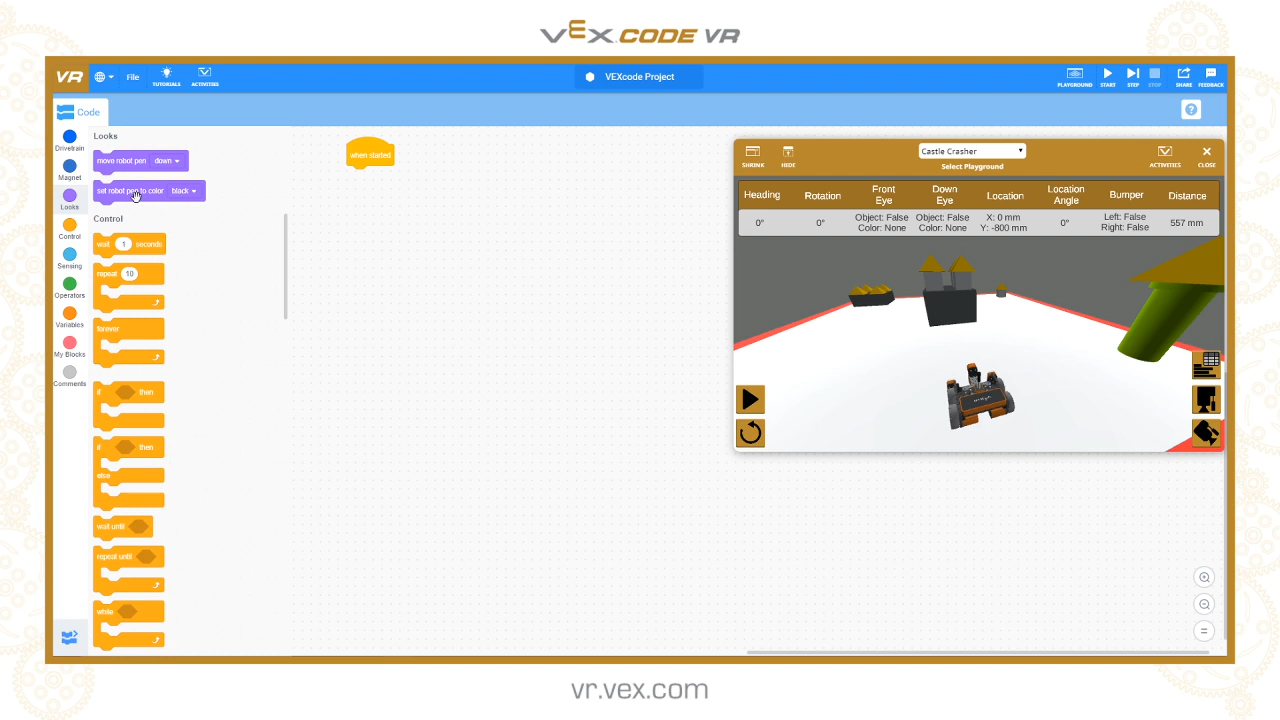 VEX CODE VR
VR
File
TUTORIALS
ACTIVITIES
VEXcode Project
PLAYGROUND
START
STEP
STOP
SHARE
FEEDBACK
Code
?
Drivetrain
Magnet
Looks
Control
Sensing
Operators
Variables
My Blocks
Comments
Looks
move robot pen down
set robot pen to color black
Control
wait 1 seconds
repeat 10
forever
if then
if then
else
wait until
repeat until
while
when started
SHRINK
HIDE
Castle Crasher
Select Playground
ACTIVITIES
CLOSE
Heading Rotation Front Eye Down Eye Location Location Angle Bumper Distance
0° 0° Object: False Color: None Object: False Color: None X: 0 mm Y: -800 mm 0° Left: False Right: False 557 mm
vr.vex.com